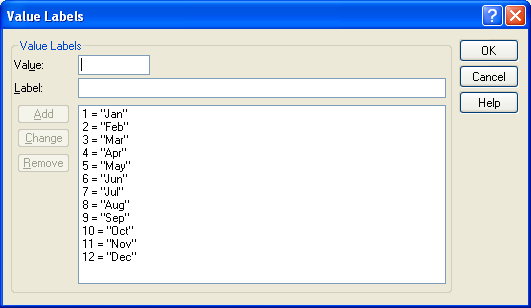 Value Labels
Value Labels
Value:
Label:
Add
Change
Remove
1 = "Jan"
2 = "Feb"
3 = "Mar"
4 = "Apr"
5 = "May"
6 = "Jun"
7 = "Jul"
8 = "Aug"
9 = "Sep"
10 = "Oct"
11 = "Nov"
12 = "Dec"
OK
Cancel
Help